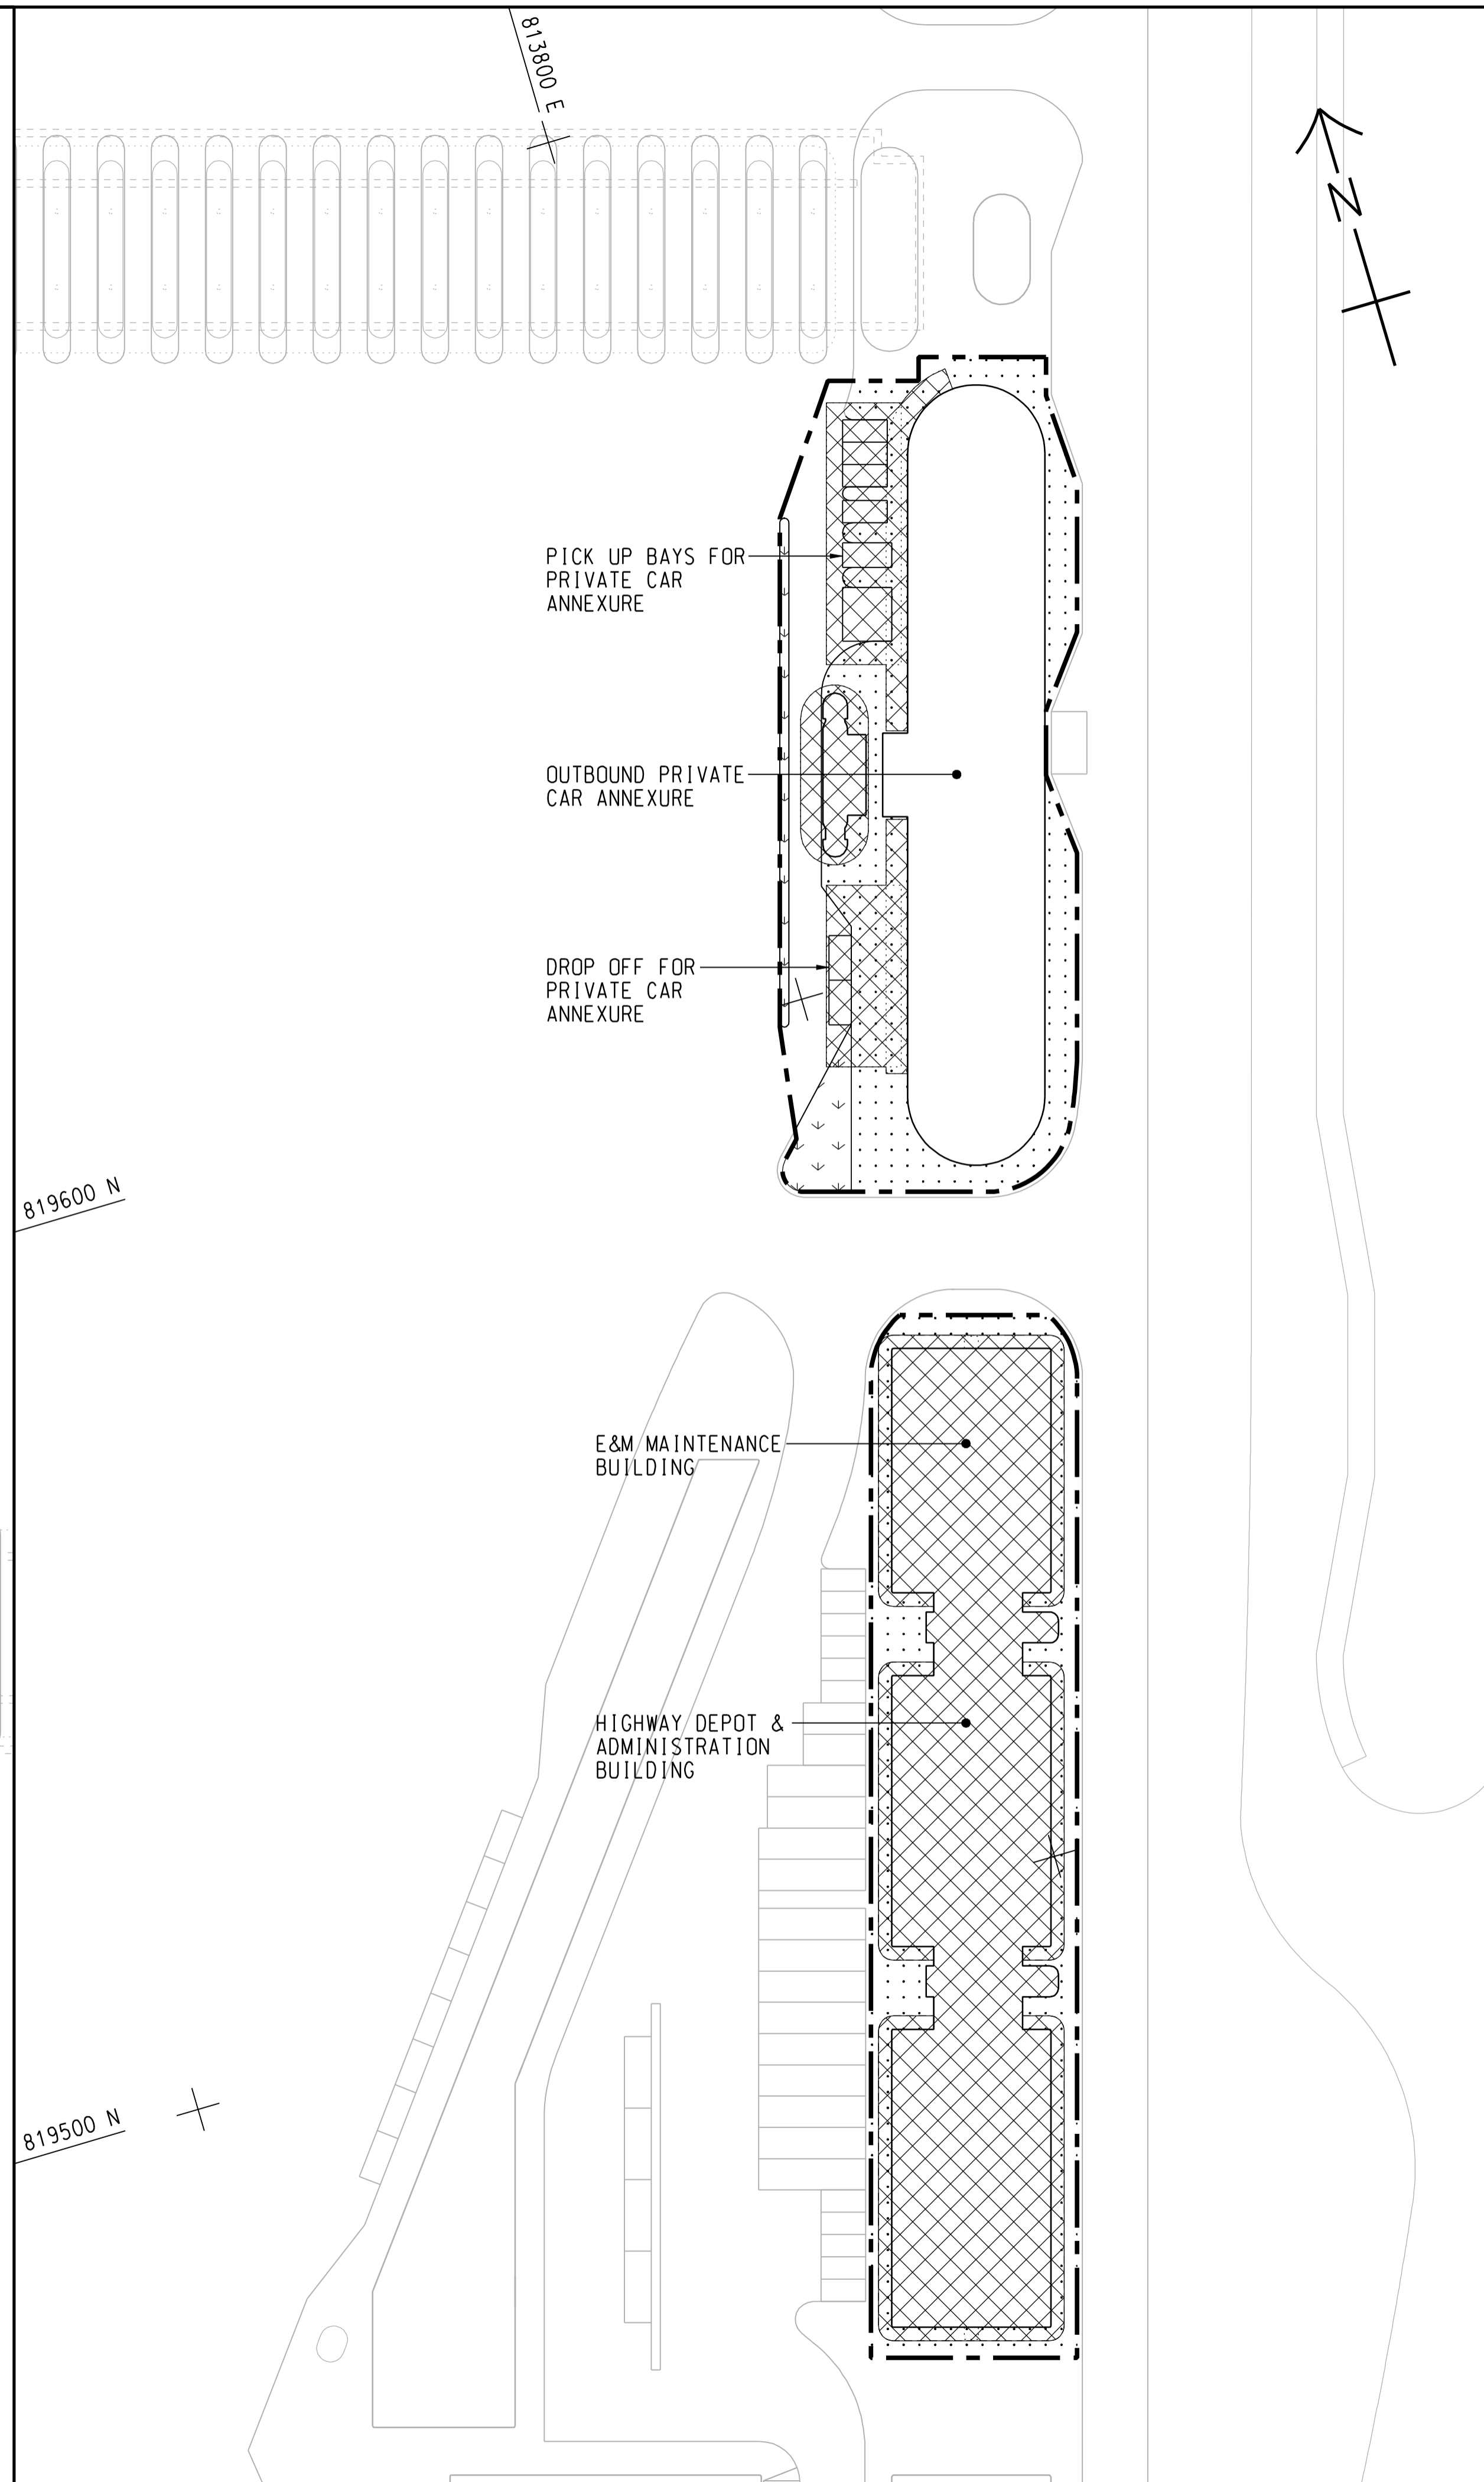 813800 E
N
PICK UP BAYS FOR
PRIVATE CAR
ANNEXURE
OUTBOUND PRIVATE
CAR ANNEXURE
DROP OFF FOR
PRIVATE CAR
ANNEXURE
819600 N
E&M MAINTENANCE
BUILDING
HIGHWAY DEPOT &
ADMINISTRATION
BUILDING
819500 N